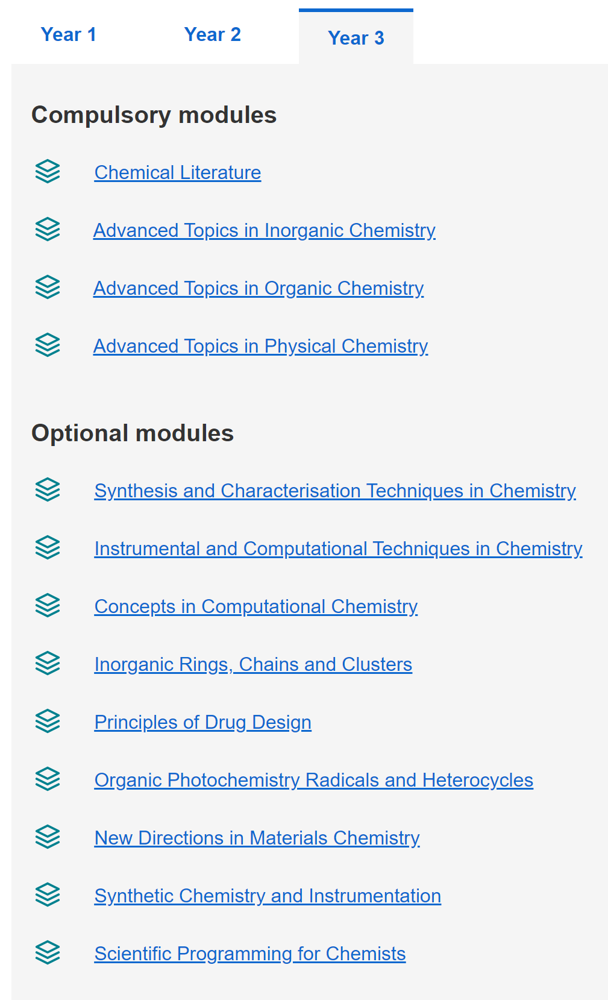 Year 1
Year 2
Year 3
Compulsory modules
Chemical Literature
Advanced Topics in Inorganic Chemistry
Advanced Topics in Organic Chemistry
Advanced Topics in Physical Chemistry
Optional modules
Synthesis and Characterisation Techniques in Chemistry
Instrumental and Computational Techniques in Chemistry
Concepts in Computational Chemistry
Inorganic Rings, Chains and Clusters
Principles of Drug Design
Organic Photochemistry Radicals and Heterocycles
New Directions in Materials Chemistry
Synthetic Chemistry and Instrumentation
Scientific Programming for Chemists